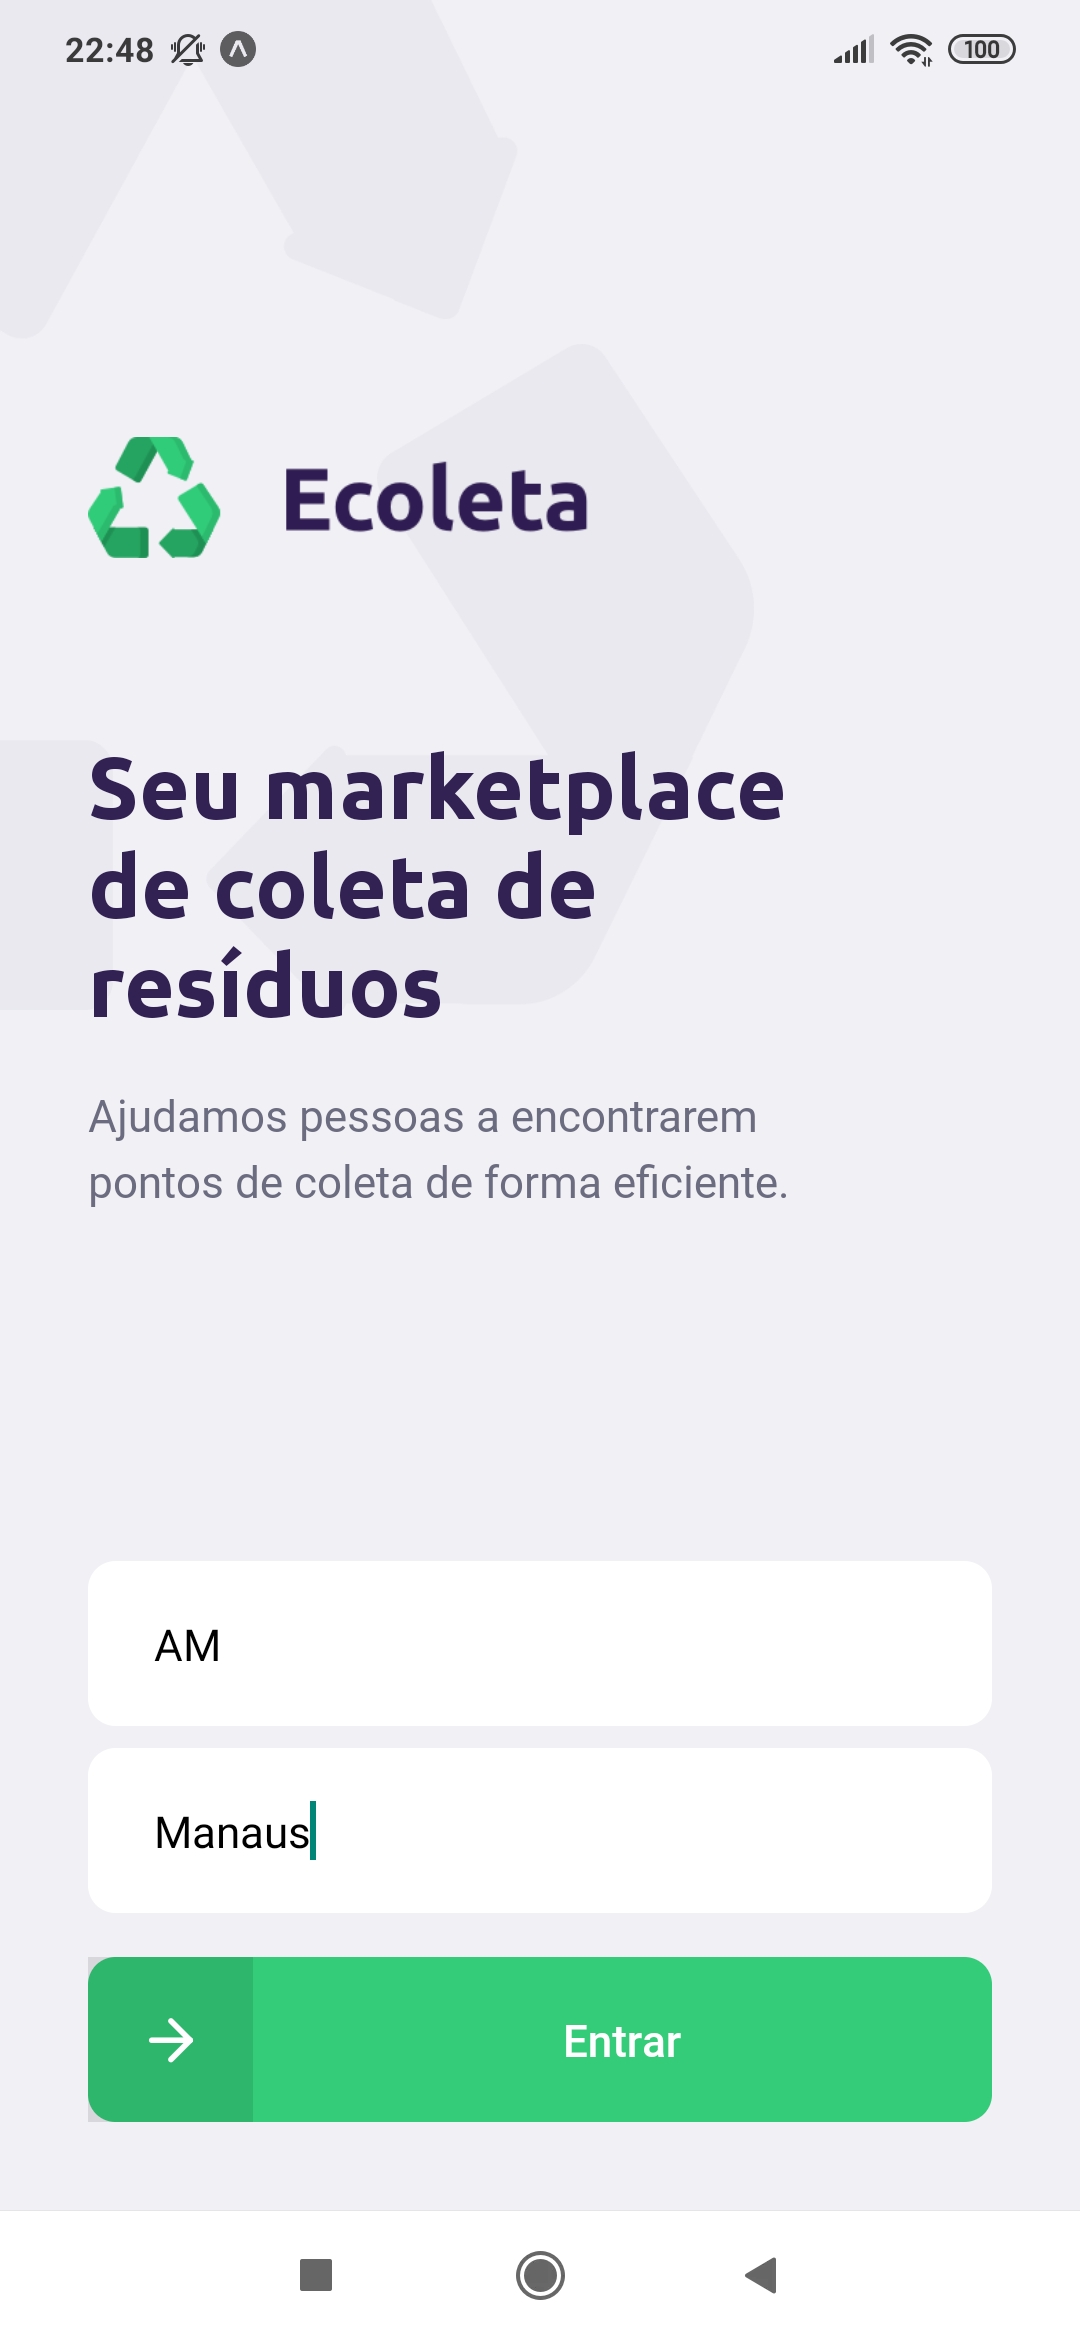 22:48
100
Ecoleta
Seu marketplace
de coleta de
resíduos
Ajudamos pessoas a encontrarem
pontos de coleta de forma eficiente.
AM
Manaus
Entrar